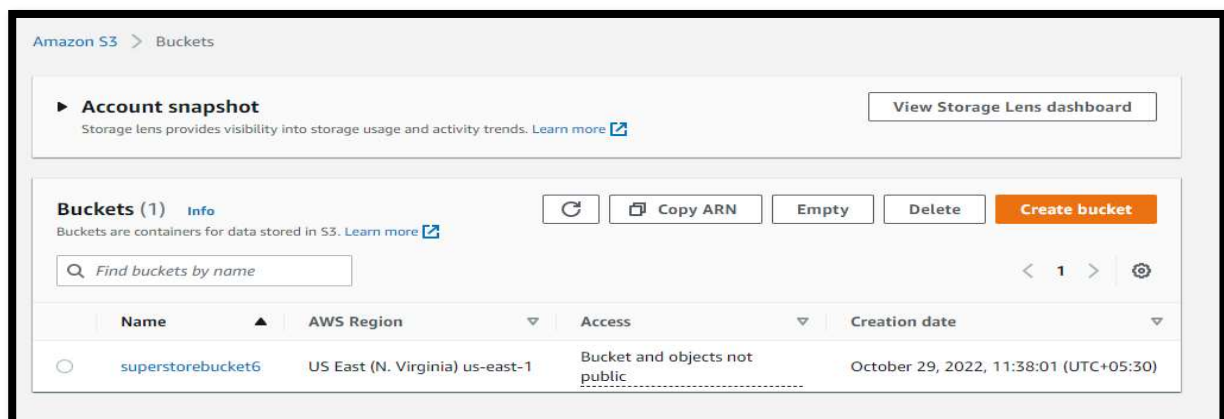 Amazon S3 > Buckets
Account snapshot
View Storage Lens dashboard
Storage lens provides visibility into storage usage and activity trends. Learn more
Buckets (1) Info
Copy ARN Empty Delete Create bucket
Buckets are containers for data stored in S3. Learn more
Find buckets by name
< 1 >
Name AWS Region Access Creation date
superstorebucket6 US East (N. Virginia) us-east-1 Bucket and objects not public October 29, 2022, 11:38:01 (UTC+05:30)